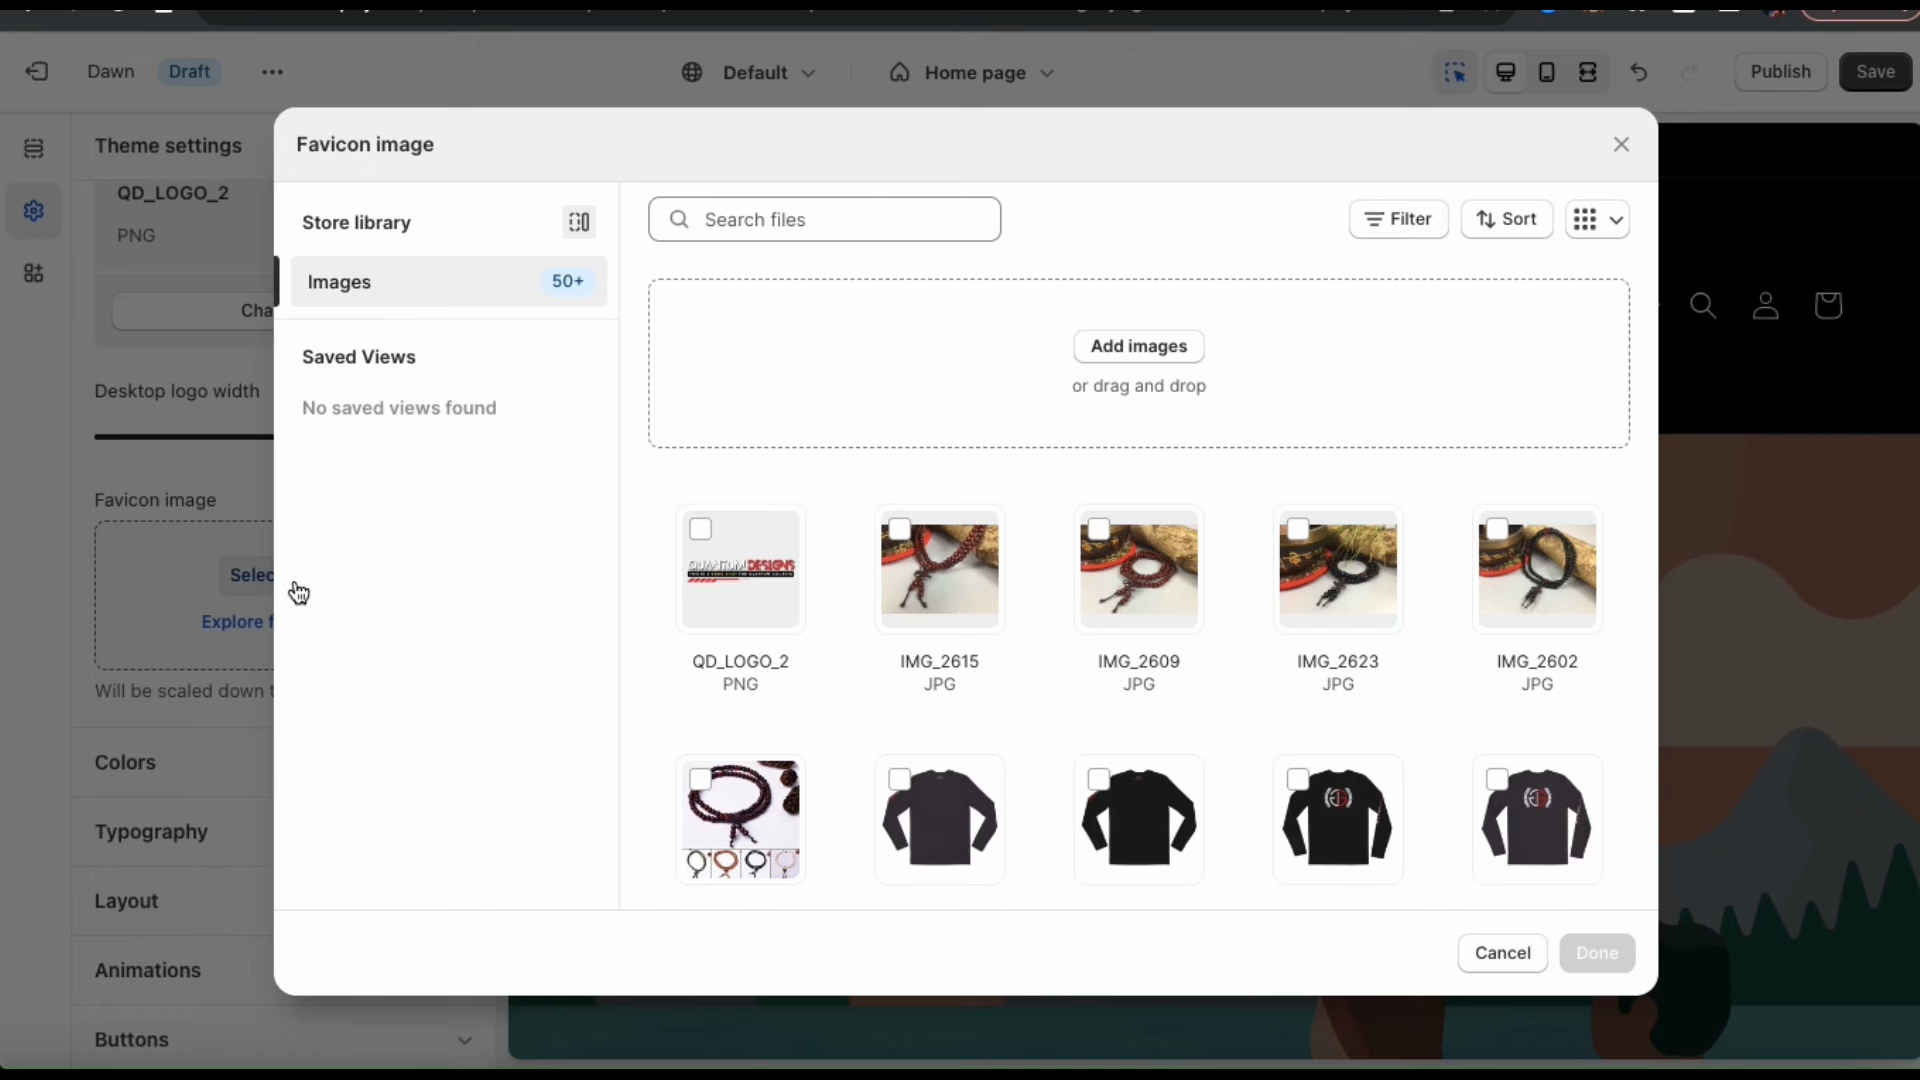 Dawn Draft Default Home page Publish Save
Theme settings
QD_LOGO_2
PNG
Cha
Desktop logo width
Favicon image
Selec
Explore f
Will be scaled down t
Colors
Typography
Layout
Animations
Buttons
Favicon image
Store library
Images 50+
Saved Views
No saved views found
Search files Filter Sort
Add images
or drag and drop
QUANTUM DESIGNS
QD_LOGO_2 IMG_2615 IMG_2609 IMG_2623 IMG_2602
PNG JPG JPG JPG JPG
Cancel Done